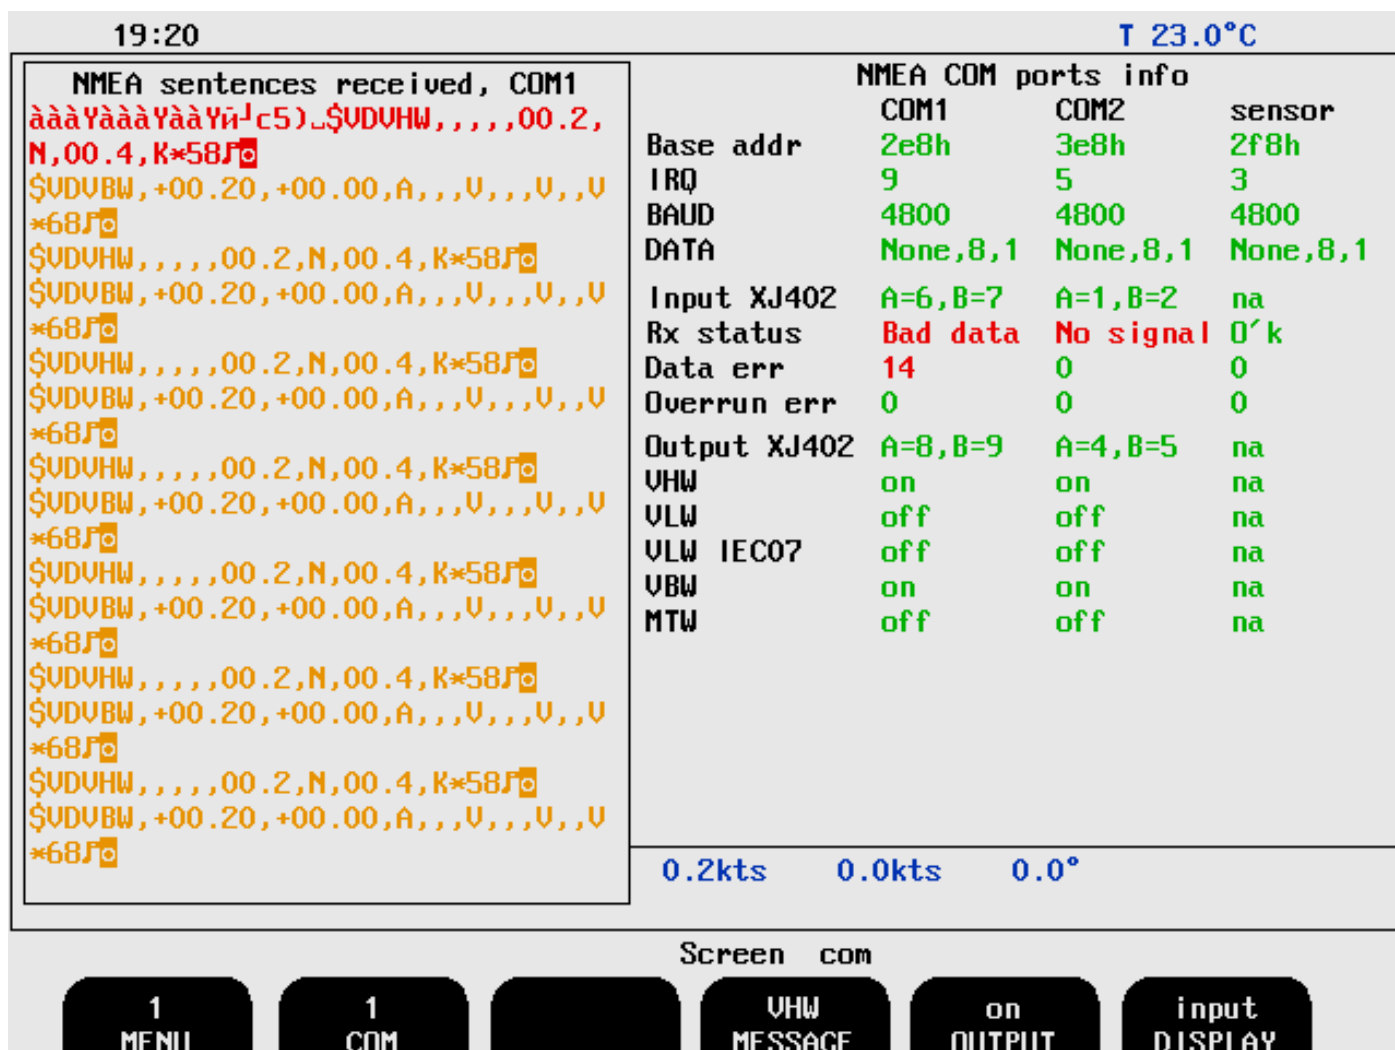 19:20
T 23.0°C
NMEA sentences received, COM1
àààYàààYààYй┘c5)⌣$VDVHW,,,,,00.2,
N,00.4,K*58♪◙
$VDVBW,+00.20,+00.00,A,,,V,,,V,,V
*68♪◙
$VDVHW,,,,,00.2,N,00.4,K*58♪◙
$VDVBW,+00.20,+00.00,A,,,V,,,V,,V
*68♪◙
$VDVHW,,,,,00.2,N,00.4,K*58♪◙
$VDVBW,+00.20,+00.00,A,,,V,,,V,,V
*68♪◙
$VDVHW,,,,,00.2,N,00.4,K*58♪◙
$VDVBW,+00.20,+00.00,A,,,V,,,V,,V
*68♪◙
$VDVHW,,,,,00.2,N,00.4,K*58♪◙
$VDVBW,+00.20,+00.00,A,,,V,,,V,,V
*68♪◙
$VDVHW,,,,,00.2,N,00.4,K*58♪◙
$VDVBW,+00.20,+00.00,A,,,V,,,V,,V
*68♪◙
$VDVHW,,,,,00.2,N,00.4,K*58♪◙
$VDVBW,+00.20,+00.00,A,,,V,,,V,,V
*68♪◙
NMEA COM ports info
COM1 COM2 sensor
Base addr 2e8h 3e8h 2f8h
IRQ 9 5 3
BAUD 4800 4800 4800
DATA None,8,1 None,8,1 None,8,1
Input XJ402 A=6,B=7 A=1,B=2 na
Rx status Bad data No signal O´k
Data err 14 0 0
Overrun err 0 0 0
Output XJ402 A=8,B=9 A=4,B=5 na
VHW on on na
VLW off off na
VLW IEC07 off off na
VBW on on na
MTW off off na
0.2kts 0.0kts 0.0°
Screen com
1 MENU
1 COM
VHW MESSAGE
on OUTPUT
input DISPLAY